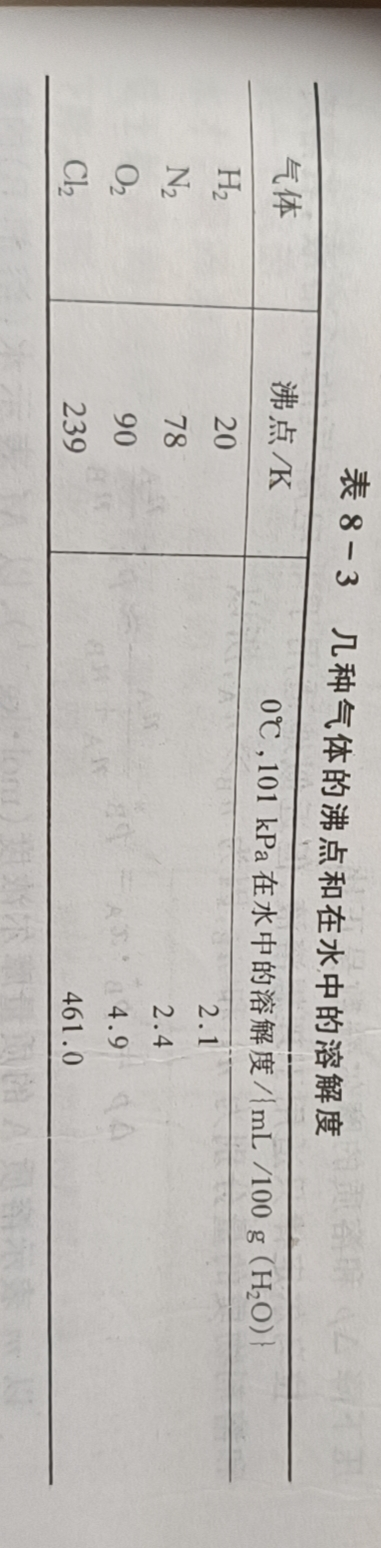 表 8－3 几种气体的沸点和在水中的溶解度
气体 沸点/K 0℃,101 kPa 在水中的溶解度/{mL/100 g (H₂O)}
H₂ 20 2.1
N₂ 78 2.4
O₂ 90 4.9
Cl₂ 239 461.0